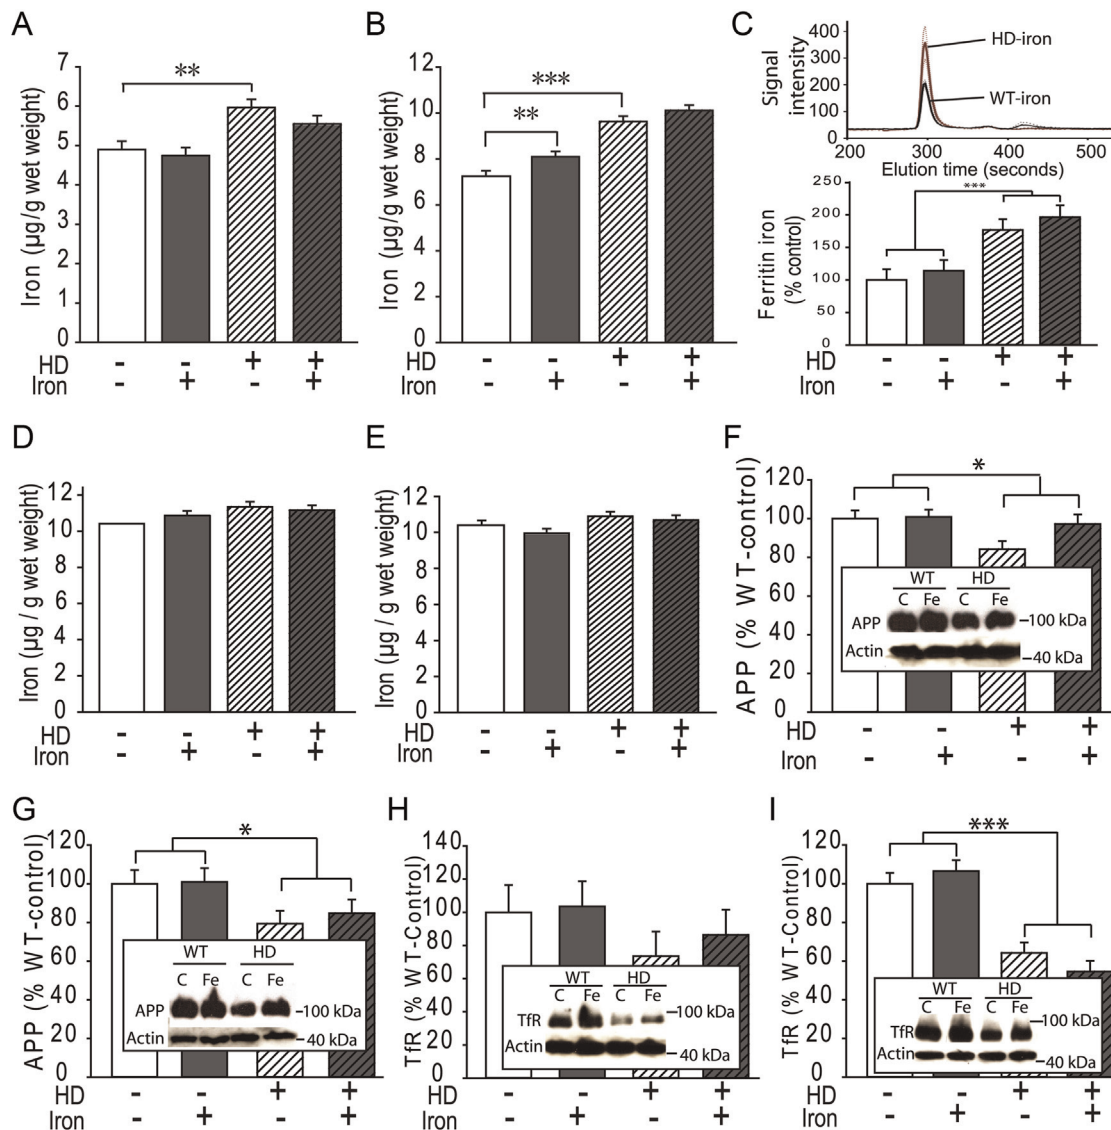 A
Iron (µg/g wet weight)
7
6
5
4
3
2
1
0
**
HD - - + +
Iron - + - +
B
Iron (µg/g wet weight)
12
10
8
6
4
2
0
***
**
HD - - + +
Iron - + - +
C
Signal intensity
400
300
200
100
0
HD-iron
WT-iron
200 300 400 500
Elution time (seconds)
Ferritin iron (% control)
250
200
150
100
50
0
***
HD - - + +
Iron - + - +
D
Iron (µg / g wet weight)
12
10
8
6
4
2
0
HD - - + +
Iron - + - +
E
Iron (µg / g wet weight)
12
10
8
6
4
2
0
HD - - + +
Iron - + - +
F
APP (% WT-control)
120
100
80
60
40
20
0
*
WT HD
C Fe C Fe
APP –100 kDa
Actin –40 kDa
HD - - + +
Iron - + - +
G
APP (% WT-control)
120
100
80
60
40
20
0
*
WT HD
C Fe C Fe
APP –100 kDa
Actin – 40 kDa
HD - - + +
Iron - + - +
H
TfR (% WT-Control)
140
120
100
80
60
40
20
0
WT HD
C Fe C Fe
TfR –100 kDa
Actin – 40 kDa
HD - - + +
Iron - + - +
I
TfR (% WT-Control)
120
100
80
60
40
20
0
***
WT HD
C Fe C Fe
–100 kDa
TfR
Actin – 40 kDa
HD - - + +
Iron - + - +